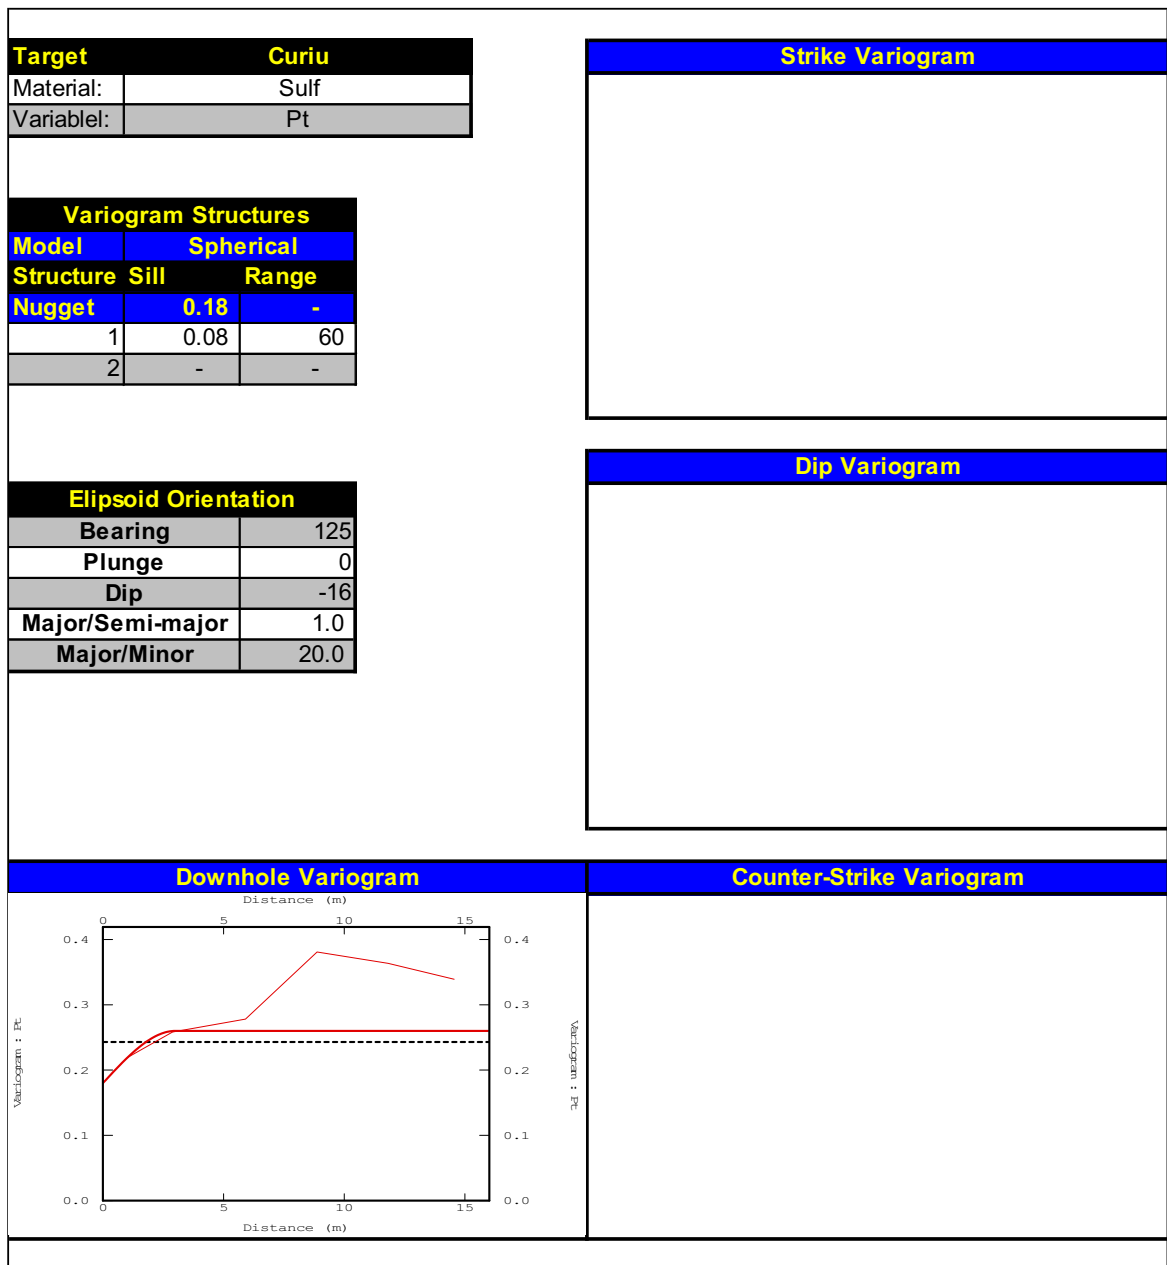 Target Curiu
Material: Sulf
Variablel: Pt
Variogram Structures
Model Spherical
Structure Sill Range
Nugget 0.18 -
1 0.08 60
2 - -
Elipsoid Orientation
Bearing 125
Plunge 0
Dip -16
Major/Semi-major 1.0
Major/Minor 20.0
Strike Variogram
Dip Variogram
Downhole Variogram
Distance (m)
0 5 10 15
0.4 0.4
0.3 0.3
0.2 0.2
0.1 0.1
0.0 0.0
0 5 10 15
Distance (m)
Variogram : Pt
Variogram : Pt
Counter-Strike Variogram